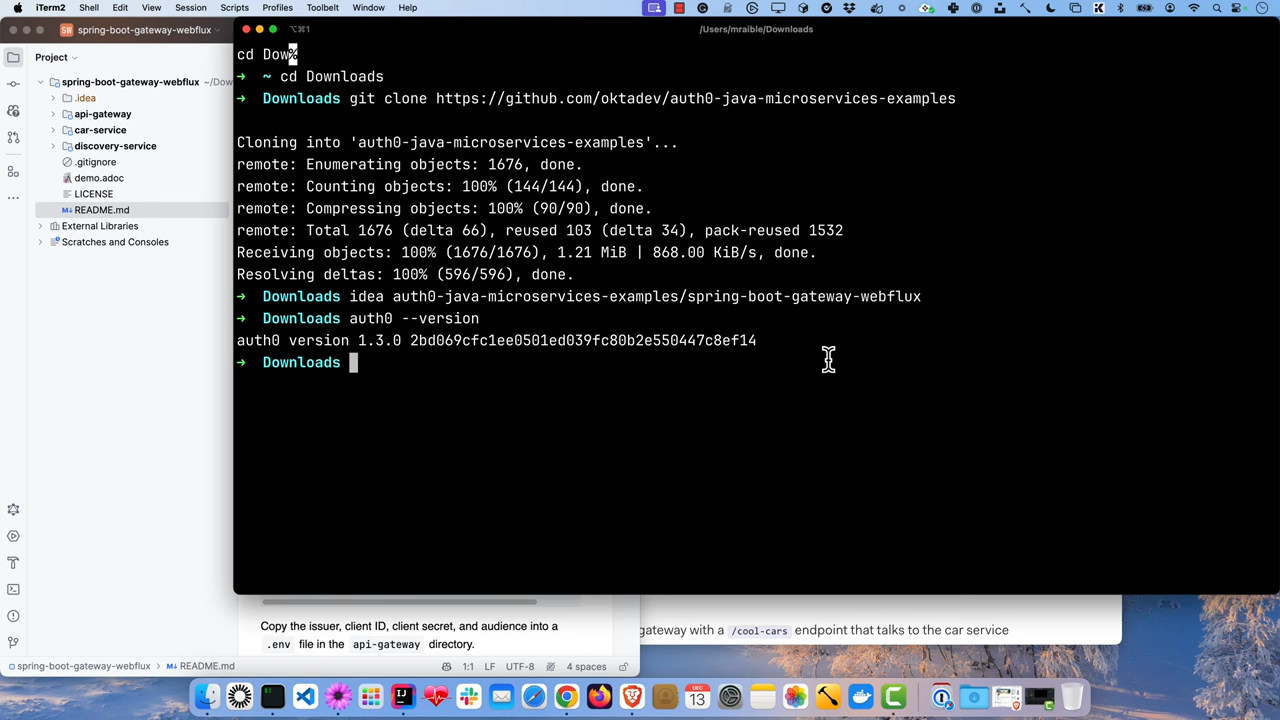 iTerm2 Shell Edit View Session Scripts Profiles Toolbelt Window Help
SW spring-boot-gateway-webflux
⌥⌘1
/Users/mraible/Downloads
Project
spring-boot-gateway-webflux ~/Dow
.idea
api-gateway
car-service
discovery-service
.gitignore
demo.adoc
LICENSE
README.md
External Libraries
Scratches and Consoles
cd Dow%
➜ ~ cd Downloads
➜ Downloads git clone https://github.com/oktadev/auth0-java-microservices-examples
Cloning into 'auth0-java-microservices-examples'...
remote: Enumerating objects: 1676, done.
remote: Counting objects: 100% (144/144), done.
remote: Compressing objects: 100% (90/90), done.
remote: Total 1676 (delta 66), reused 103 (delta 34), pack-reused 1532
Receiving objects: 100% (1676/1676), 1.21 MiB | 868.00 KiB/s, done.
Resolving deltas: 100% (596/596), done.
➜ Downloads idea auth0-java-microservices-examples/spring-boot-gateway-webflux
➜ Downloads auth0 --version
auth0 version 1.3.0 2bd069cfc1ee0501ed039fc80b2e550447c8ef14
➜ Downloads
Copy the issuer, client ID, client secret, and audience into a
.env file in the api-gateway directory.
gateway with a /cool-cars endpoint that talks to the car service
spring-boot-gateway-webflux > README.md
1:1 LF UTF-8 4 spaces
DEC
13